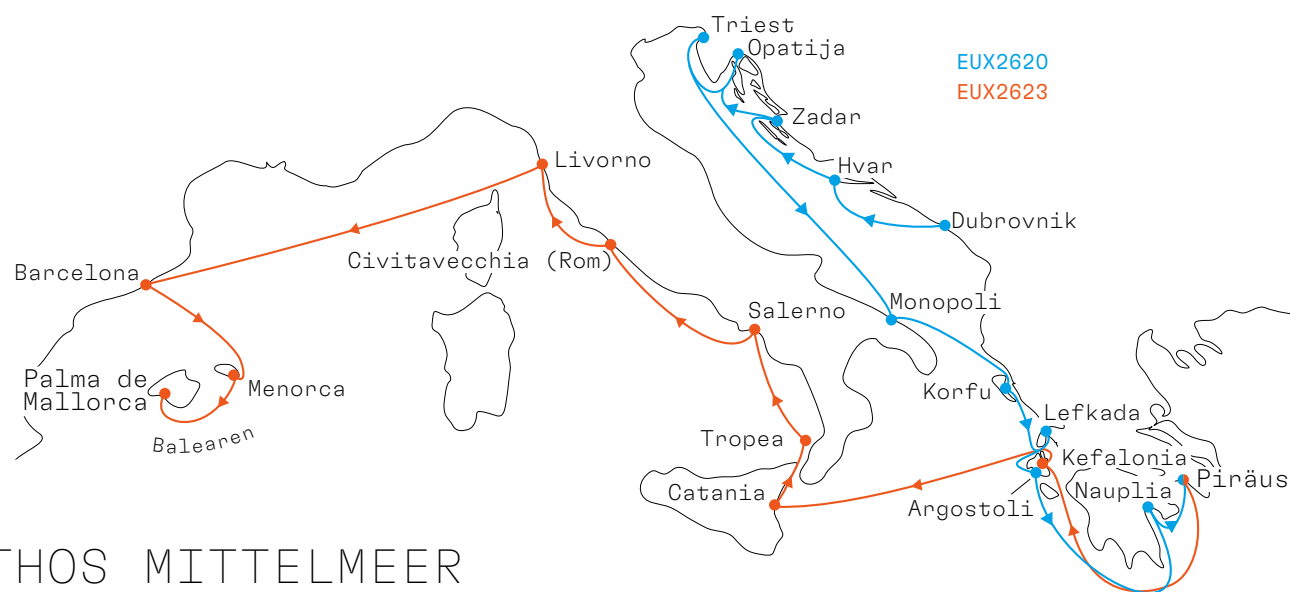 Triest
Opatija
EUX2620
EUX2623
Zadar
Livorno
Hvar
Dubrovnik
Civitavecchia (Rom)
Barcelona
Monopoli
Salerno
Palma de
Mallorca
Menorca
Korfu
Lefkada
Balearen
Tropea
Kefalonia
Piräus
Catania
Nauplia
Argostoli
THOS MITTELMEER